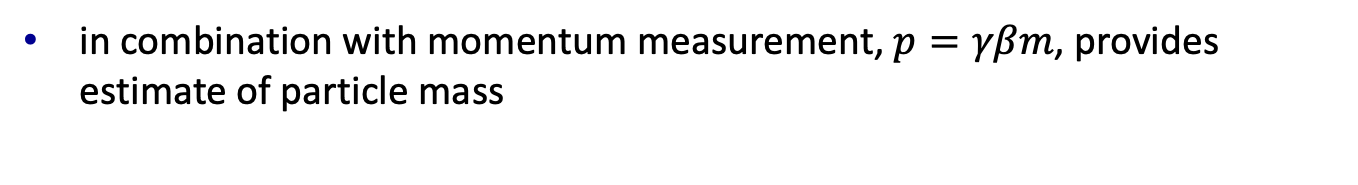 • in combination with momentum measurement, 𝑝 = 𝛾𝛽𝑚, provides
estimate of particle mass